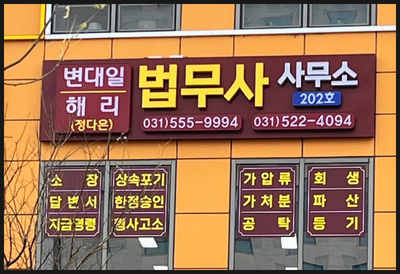 변대일
해리
(정다은)
법무사 사무소
202호
031)555-9994 031)522-4094
소장 상속포기
답변서 한정승인
지급명령 형사고소
가압류 회생
가처분 파산
공탁 등기